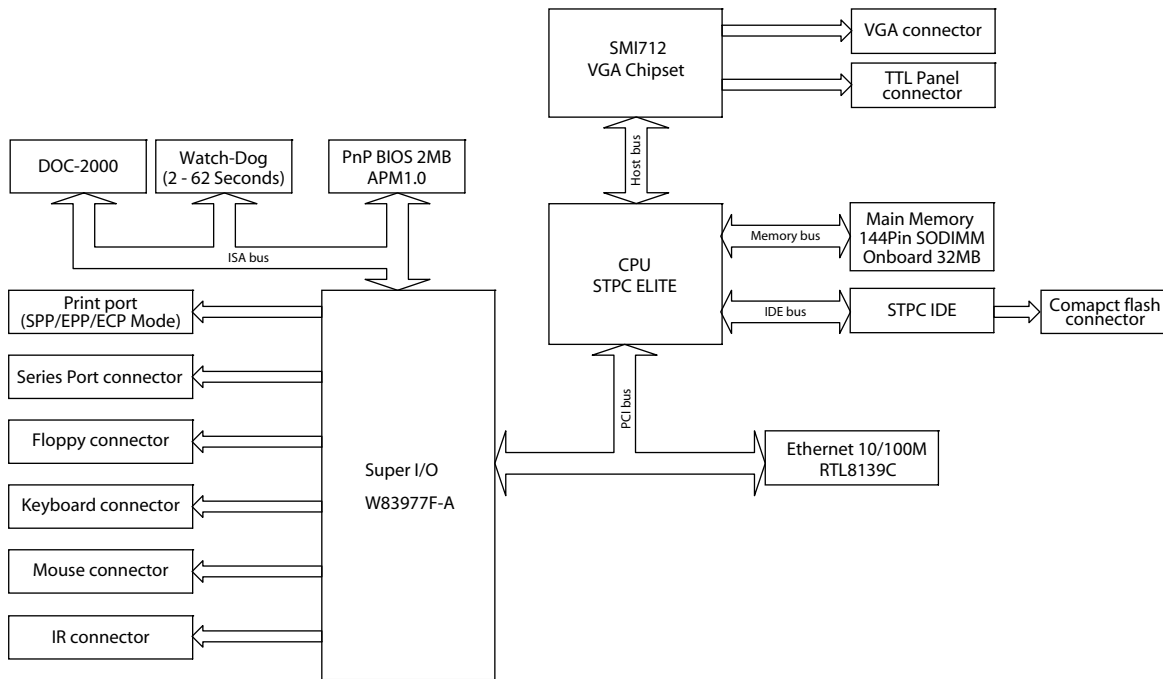 SMI712
VGA Chipset
VGA connector
TTL Panel
connector
Host bus
DOC-2000
Watch-Dog
(2 - 62 Seconds)
PnP BIOS 2MB
APM1.0
ISA bus
CPU
STPC ELITE
Memory bus
Main Memory
144Pin SODIMM
Onboard 32MB
IDE bus
STPC IDE
Comapct flash
connector
PCI bus
Print port
(SPP/EPP/ECP Mode)
Series Port connector
Floppy connector
Keyboard connector
Mouse connector
IR connector
Super I/O
W83977F-A
Ethernet 10/100M
RTL8139C